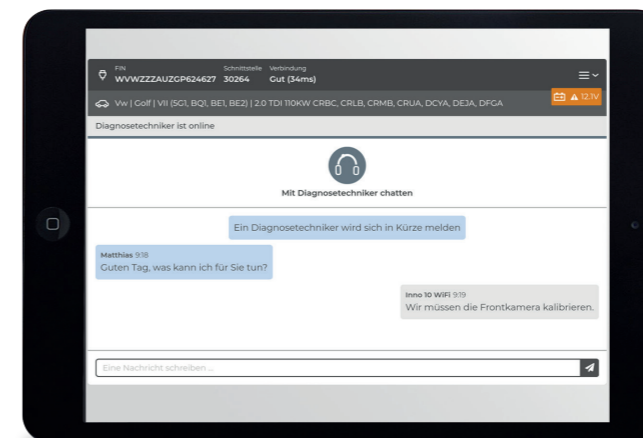 FIN
WVWZZZAUZGP624627
Schnittstelle
30264
Verbindung
Gut (34ms)
Vw | Golf | VII (5G1, BQ1, BE1, BE2) | 2.0 TDI 110KW CRBC, CRLB, CRMB, CRUA, DCYA, DEJA, DFGA
12.1V
Diagnosetechniker ist online
Mit Diagnosetechniker chatten
Ein Diagnosetechniker wird sich in Kürze melden
Matthias 9:18
Guten Tag, was kann ich für Sie tun?
Inno 10 WiFi 9:19
Wir müssen die Frontkamera kalibrieren.
Eine Nachricht schreiben ...